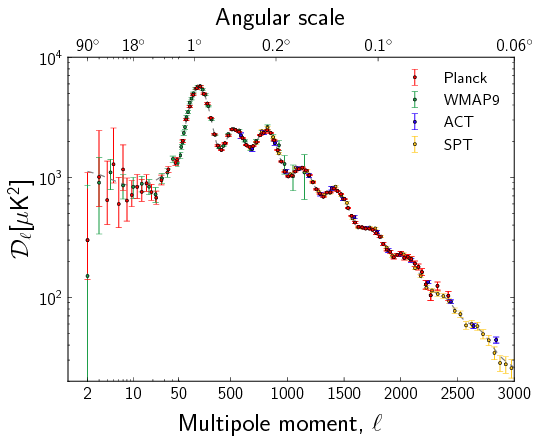 Angular scale
90° 18° 1° 0.2° 0.1° 0.06°
10⁴
Planck
WMAP9
ACT
SPT
10³
𝒟ℓ[μK²]
10²
2 10 50 500 1000 1500 2000 2500 3000
Multipole moment, ℓ